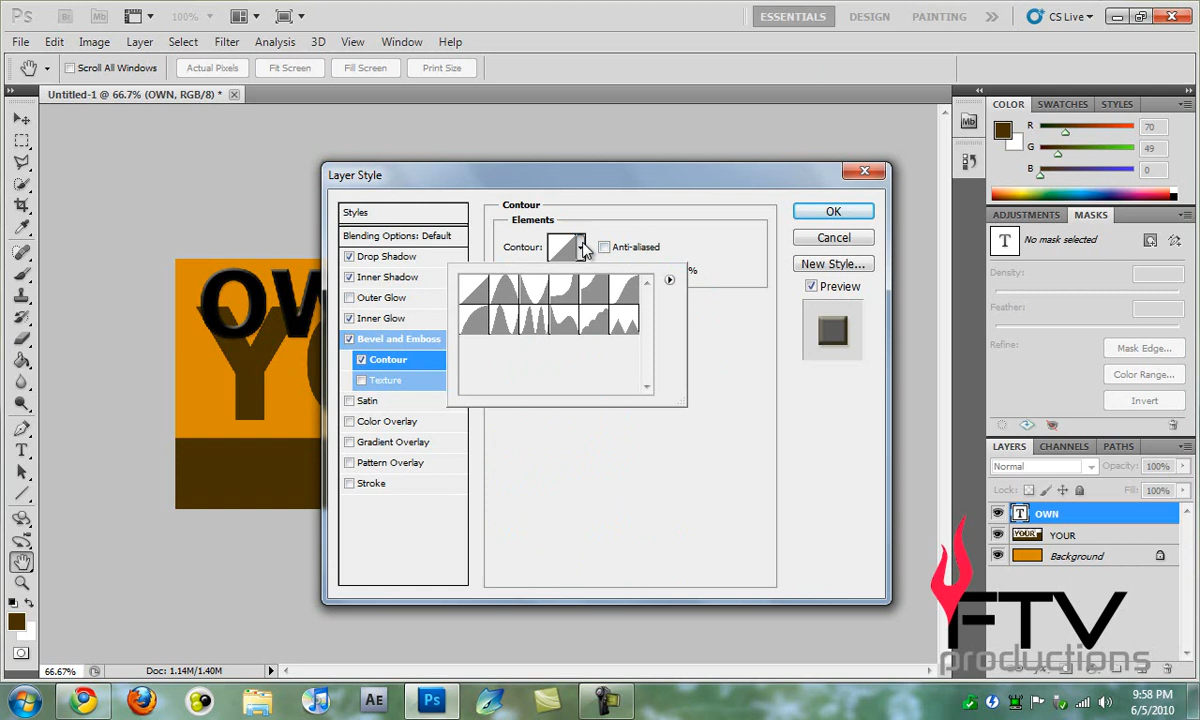 Ps Br Mb 100% ESSENTIALS DESIGN PAINTING CS Live
File Edit Image Layer Select Filter Analysis 3D View Window Help
Scroll All Windows Actual Pixels Fit Screen Fill Screen Print Size
Untitled-1 @ 66.7% (OWN, RGB/8) *
COLOR SWATCHES STYLES
Mb
R 70
G 49
B 0
Layer Style
Styles
Blending Options: Default
Drop Shadow
Inner Shadow
Outer Glow
Inner Glow
Bevel and Emboss
Contour
Texture
Satin
Color Overlay
Gradient Overlay
Pattern Overlay
Stroke
Contour
Elements
Contour:
Anti-aliased
%
OK
Cancel
New Style...
Preview
ADJUSTMENTS MASKS
T No mask selected
Density:
Feather:
Refine:
Mask Edge...
Color Range...
Invert
LAYERS CHANNELS PATHS
Normal Opacity: 100%
Lock: Fill: 100%
T OWN
YOUR YOUR
Background
FTV
productions
66.67% Doc: 1.14M/1.40M
AE Ps
9:58 PM
6/5/2010